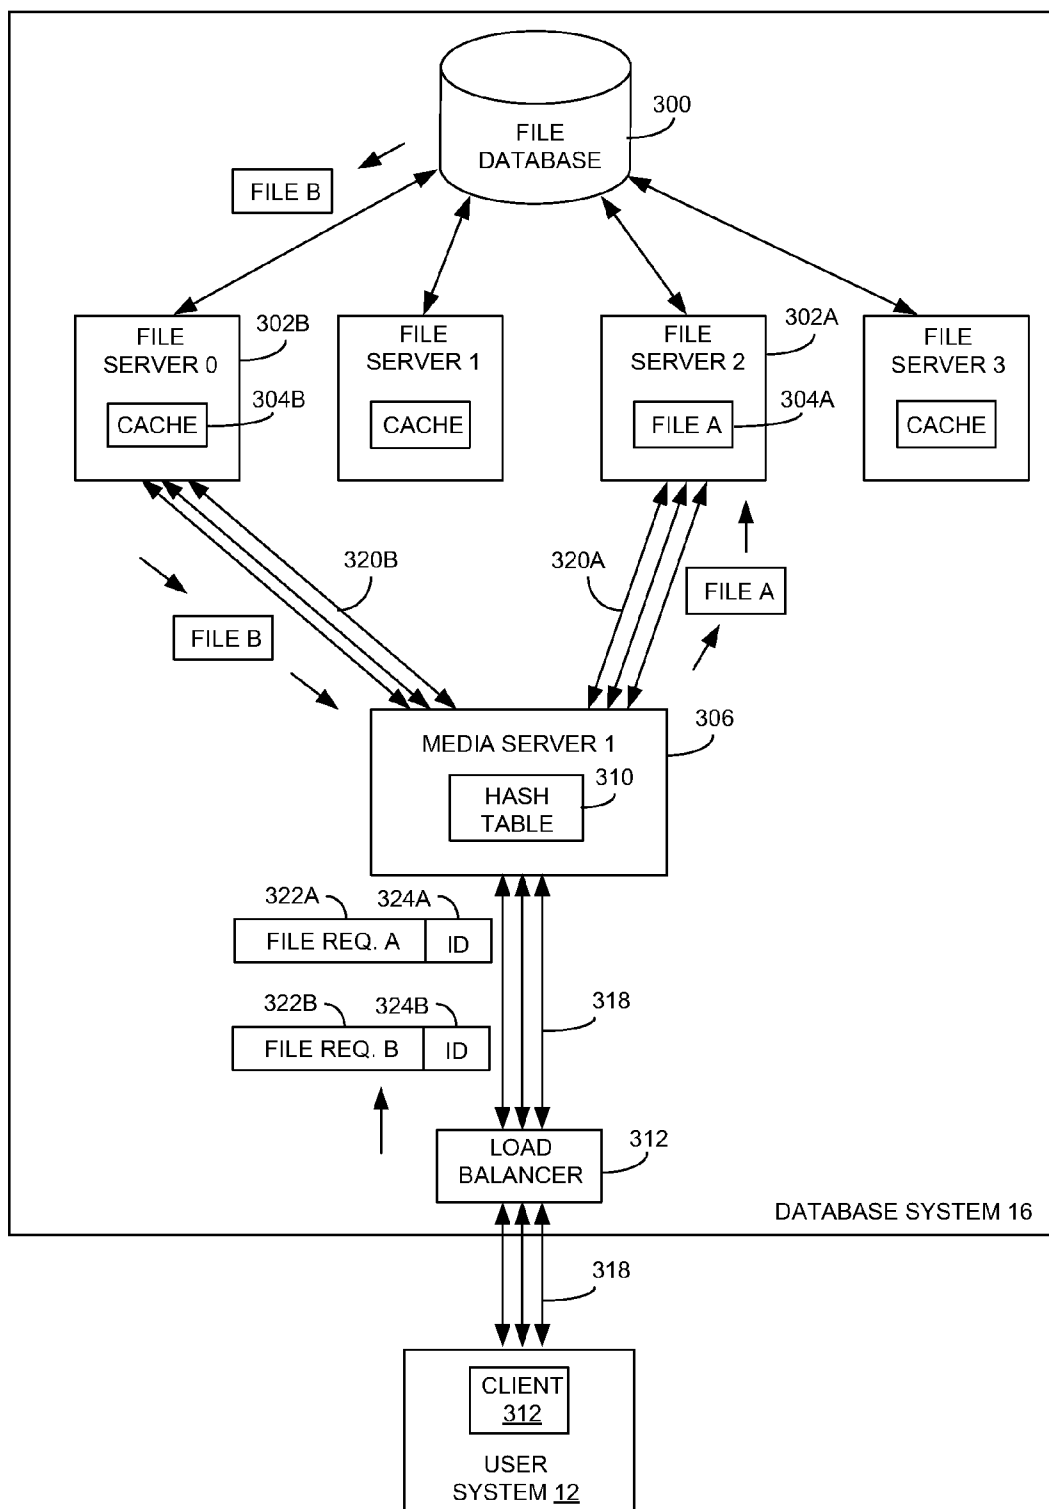 300
FILE
DATABASE
FILE B
FILE
SERVER 0
302B
CACHE
304B
FILE
SERVER 1
CACHE
FILE
SERVER 2
302A
FILE A
304A
FILE
SERVER 3
CACHE
320B
320A
FILE A
FILE B
306
MEDIA SERVER 1
310
HASH
TABLE
322A
324A
FILE REQ. A
ID
322B
324B
FILE REQ. B
ID
318
LOAD
BALANCER
312
DATABASE SYSTEM 16
318
CLIENT
312
USER
SYSTEM 12